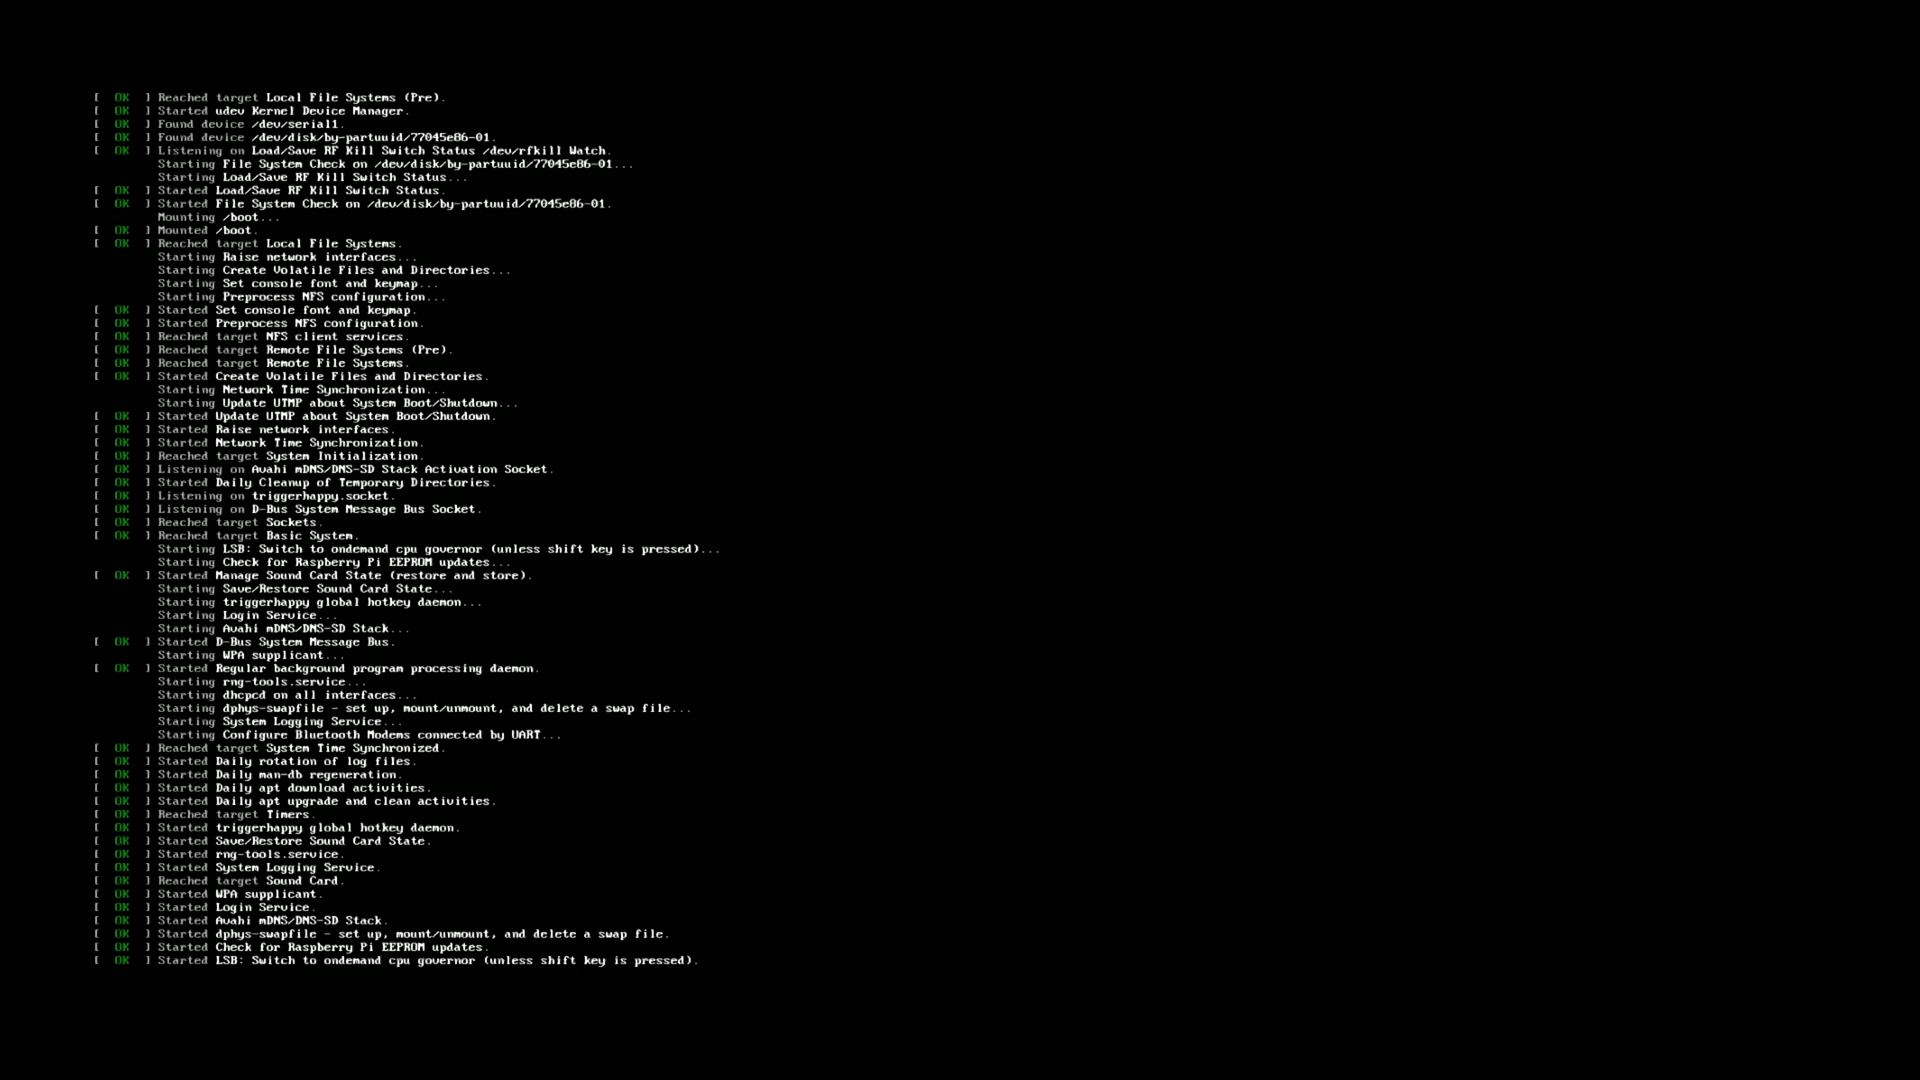 [  OK  ] Reached target Local File Systems (Pre).
[  OK  ] Started udev Kernel Device Manager.
[  OK  ] Found device /dev/serial1.
[  OK  ] Found device /dev/disk/by-partuuid/77045e86-01.
[  OK  ] Listening on Load/Save RF Kill Switch Status /dev/rfkill Watch.
Starting File System Check on /dev/disk/by-partuuid/77045e86-01...
Starting Load/Save RF Kill Switch Status...
[  OK  ] Started Load/Save RF Kill Switch Status.
[  OK  ] Started File System Check on /dev/disk/by-partuuid/77045e86-01.
Mounting /boot...
[  OK  ] Mounted /boot.
[  OK  ] Reached target Local File Systems.
Starting Raise network interfaces...
Starting Create Volatile Files and Directories...
Starting Set console font and keymap...
Starting Preprocess NFS configuration...
[  OK  ] Started Set console font and keymap.
[  OK  ] Started Preprocess NFS configuration.
[  OK  ] Reached target NFS client services.
[  OK  ] Reached target Remote File Systems (Pre).
[  OK  ] Reached target Remote File Systems.
[  OK  ] Started Create Volatile Files and Directories.
Starting Network Time Synchronization...
Starting Update UTMP about System Boot/Shutdown...
[  OK  ] Started Update UTMP about System Boot/Shutdown.
[  OK  ] Started Raise network interfaces.
[  OK  ] Started Network Time Synchronization.
[  OK  ] Reached target System Initialization.
[  OK  ] Listening on Avahi mDNS/DNS-SD Stack Activation Socket.
[  OK  ] Started Daily Cleanup of Temporary Directories.
[  OK  ] Listening on triggerhappy.socket.
[  OK  ] Listening on D-Bus System Message Bus Socket.
[  OK  ] Reached target Sockets.
[  OK  ] Reached target Basic System.
Starting LSB: Switch to ondemand cpu governor (unless shift key is pressed)...
Starting Check for Raspberry Pi EEPROM updates...
[  OK  ] Started Manage Sound Card State (restore and store).
Starting Save/Restore Sound Card State...
Starting triggerhappy global hotkey daemon...
Starting Login Service...
Starting Avahi mDNS/DNS-SD Stack...
[  OK  ] Started D-Bus System Message Bus.
Starting WPA supplicant...
[  OK  ] Started Regular background program processing daemon.
Starting rng-tools.service...
Starting dhcpcd on all interfaces...
Starting dphys-swapfile - set up, mount/unmount, and delete a swap file...
Starting System Logging Service...
Starting Configure Bluetooth Modems connected by UART...
[  OK  ] Reached target System Time Synchronized.
[  OK  ] Started Daily rotation of log files.
[  OK  ] Started Daily man-db regeneration.
[  OK  ] Started Daily apt download activities.
[  OK  ] Started Daily apt upgrade and clean activities.
[  OK  ] Reached target Timers.
[  OK  ] Started triggerhappy global hotkey daemon.
[  OK  ] Started Save/Restore Sound Card State.
[  OK  ] Started rng-tools.service.
[  OK  ] Started System Logging Service.
[  OK  ] Reached target Sound Card.
[  OK  ] Started WPA supplicant.
[  OK  ] Started Login Service.
[  OK  ] Started Avahi mDNS/DNS-SD Stack.
[  OK  ] Started dphys-swapfile - set up, mount/unmount, and delete a swap file.
[  OK  ] Started Check for Raspberry Pi EEPROM updates.
[  OK  ] Started LSB: Switch to ondemand cpu governor (unless shift key is pressed).